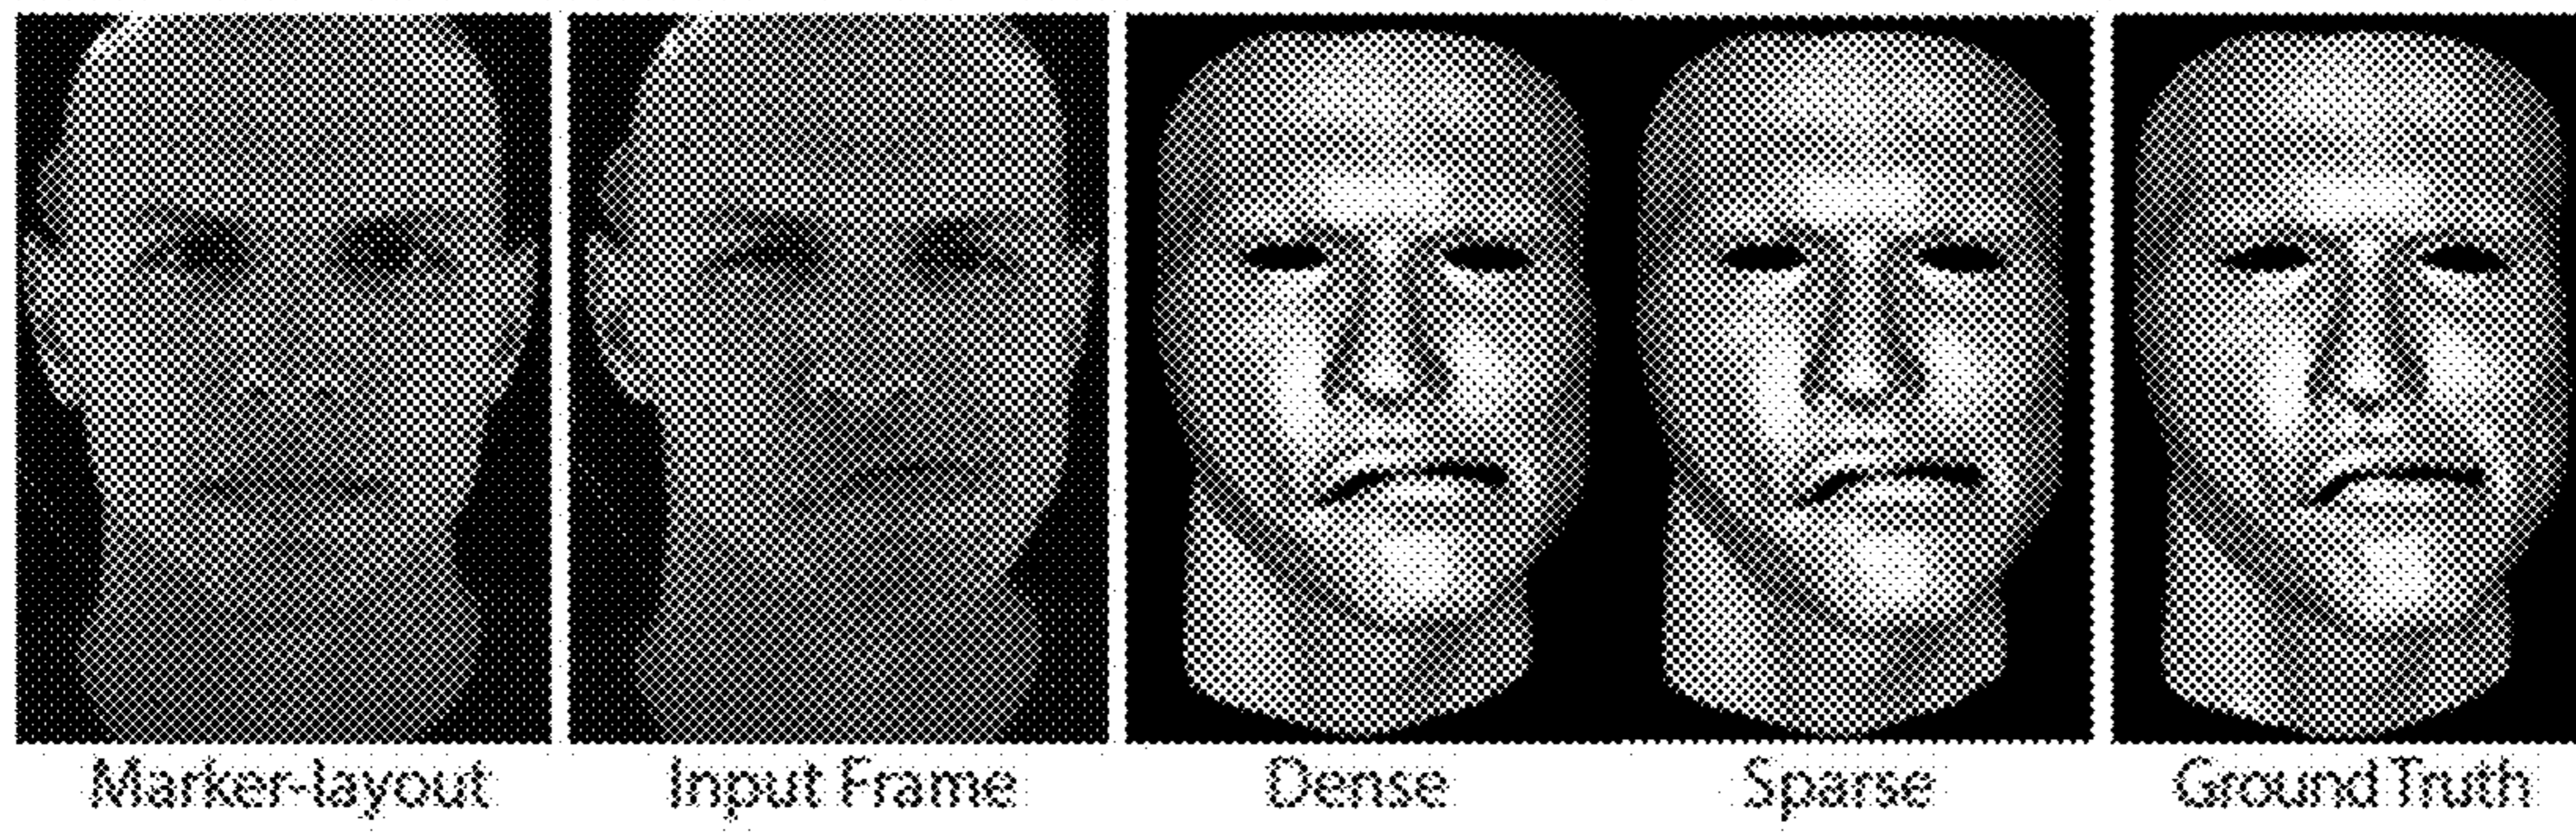 Marker-layout
Input Frame
Dense
Sparse
Ground Truth